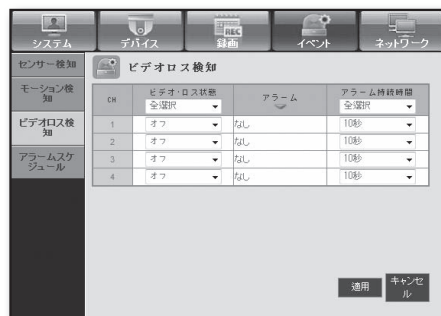 システム
デバイス
REC
録画
イベント
ネットワーク
センサー検知
モーション検
知
ビデオロス検
知
アラームスケ
ジュール
ビデオロス検知
CH
ビデオ・ロス状態
全選択
アラーム
アラーム持続時間
全選択
1 オフ なし 10秒
2 オフ なし 10秒
3 オフ なし 10秒
4 オフ なし 10秒
適用
キャンセ
ル